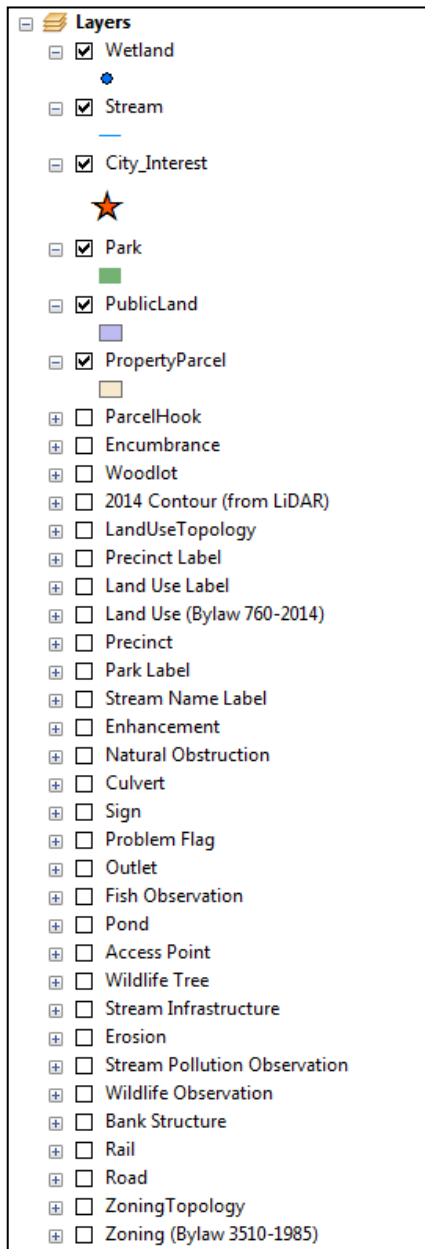 Layers
Wetland
Stream
City_Interest
Park
PublicLand
PropertyParcel
ParcelHook
Encumbrance
Woodlot
2014 Contour (from LiDAR)
LandUseTopology
Precinct Label
Land Use Label
Land Use (Bylaw 760-2014)
Precinct
Park Label
Stream Name Label
Enhancement
Natural Obstruction
Culvert
Sign
Problem Flag
Outlet
Fish Observation
Pond
Access Point
Wildlife Tree
Stream Infrastructure
Erosion
Stream Pollution Observation
Wildlife Observation
Bank Structure
Rail
Road
ZoningTopology
Zoning (Bylaw 3510-1985)